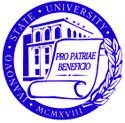 IVANOVO · STATE · UNIVERSITY ·
PRO PATRIAE
BENEFICIO
MCMXVIII